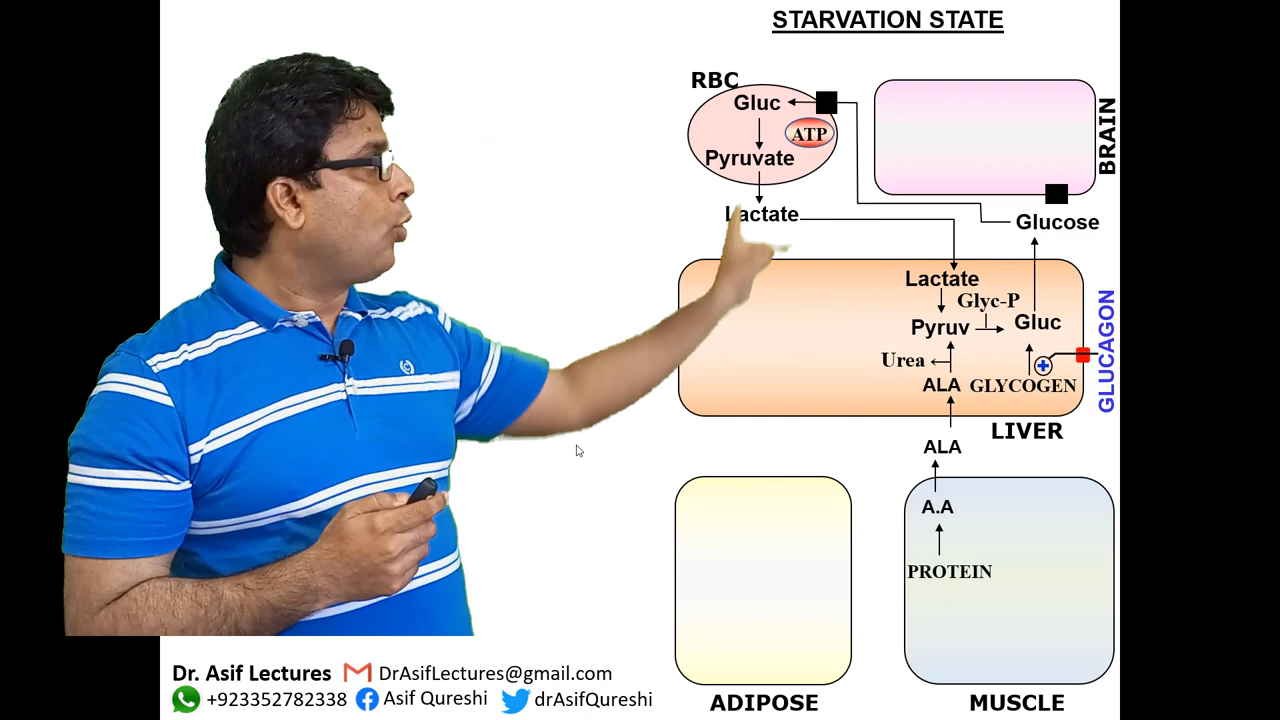 STARVATION STATE
RBC
Gluc
ATP
Pyruvate
Lactate
BRAIN
Glucose
Lactate
Glyc-P
Pyruv
Gluc
Urea
ALA
GLYCOGEN
GLUCAGON
LIVER
ALA
A.A
PROTEIN
ADIPOSE
MUSCLE
Dr. Asif Lectures DrAsifLectures@gmail.com
+923352782338 Asif Qureshi drAsifQureshi